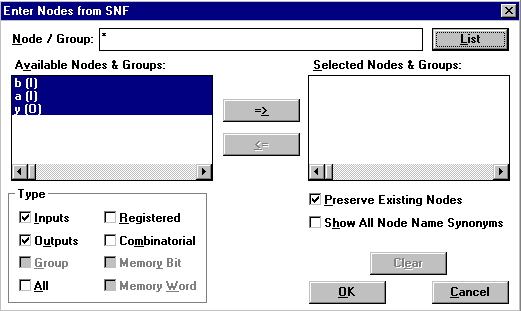 Enter Nodes from SNF
Node / Group: * List
Available Nodes & Groups: Selected Nodes & Groups:
b (I)
a (I)
y (O)
=>
<=
Type
Inputs Registered
Outputs Combinatorial
Group Memory Bit
All Memory Word
Preserve Existing Nodes
Show All Node Name Synonyms
Clear
OK Cancel